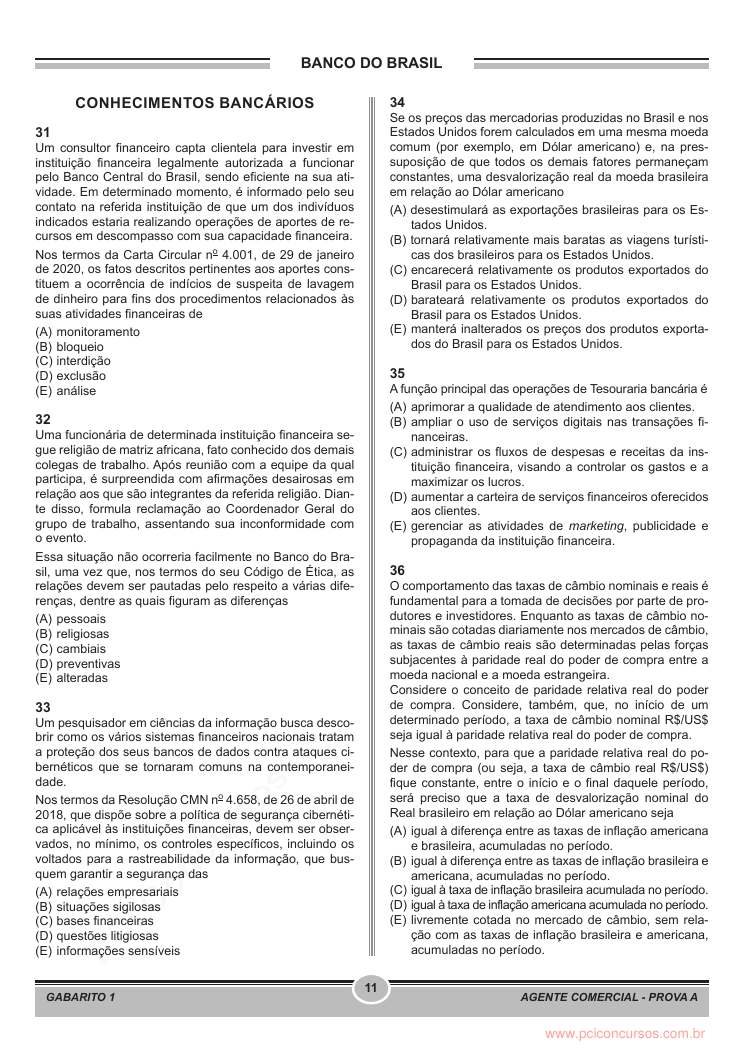 BANCO DO BRASIL
CONHECIMENTOS BANCÁRIOS
31
Um consultor financeiro capta clientela para investir em
instituição financeira legalmente autorizada a funcionar
pelo Banco Central do Brasil, sendo eficiente na sua ati-
vidade. Em determinado momento, é informado pelo seu
contato na referida instituição de que um dos indivíduos
indicados estaria realizando operações de aportes de re-
cursos em descompasso com sua capacidade financeira.
Nos termos da Carta Circular nº 4.001, de 29 de janeiro
de 2020, os fatos descritos pertinentes aos aportes cons-
tituem a ocorrência de indícios de suspeita de lavagem
de dinheiro para fins dos procedimentos relacionados às
suas atividades financeiras de
(A) monitoramento
(B) bloqueio
(C) interdição
(D) exclusão
(E) análise
32
Uma funcionária de determinada instituição financeira se-
gue religião de matriz africana, fato conhecido dos demais
colegas de trabalho. Após reunião com a equipe da qual
participa, é surpreendida com afirmações desairosas em
relação aos que são integrantes da referida religião. Dian-
te disso, formula reclamação ao Coordenador Geral do
grupo de trabalho, assentando sua inconformidade com
o evento.
Essa situação não ocorreria facilmente no Banco do Bra-
sil, uma vez que, nos termos do seu Código de Ética, as
relações devem ser pautadas pelo respeito a várias dife-
renças, dentre as quais figuram as diferenças
(A) pessoais
(B) religiosas
(C) cambiais
(D) preventivas
(E) alteradas
33
Um pesquisador em ciências da informação busca desco-
brir como os vários sistemas financeiros nacionais tratam
a proteção dos seus bancos de dados contra ataques ci-
bernéticos que se tornaram comuns na contemporanei-
dade.
Nos termos da Resolução CMN nº 4.658, de 26 de abril de
2018, que dispõe sobre a política de segurança cibernéti-
ca aplicável às instituições financeiras, devem ser obser-
vados, no mínimo, os controles específicos, incluindo os
voltados para a rastreabilidade da informação, que bus-
quem garantir a segurança das
(A) relações empresariais
(B) situações sigilosas
(C) bases financeiras
(D) questões litigiosas
(E) informações sensíveis
34
Se os preços das mercadorias produzidas no Brasil e nos
Estados Unidos forem calculados em uma mesma moeda
comum (por exemplo, em Dólar americano) e, na pres-
suposição de que todos os demais fatores permaneçam
constantes, uma desvalorização real da moeda brasileira
em relação ao Dólar americano
(A) desestimulará as exportações brasileiras para os Es-
tados Unidos.
(B) tornará relativamente mais baratas as viagens turísti-
cas dos brasileiros para os Estados Unidos.
(C) encarecerá relativamente os produtos exportados do
Brasil para os Estados Unidos.
(D) barateará relativamente os produtos exportados do
Brasil para os Estados Unidos.
(E) manterá inalterados os preços dos produtos exporta-
dos do Brasil para os Estados Unidos.
35
A função principal das operações de Tesouraria bancária é
(A) aprimorar a qualidade de atendimento aos clientes.
(B) ampliar o uso de serviços digitais nas transações fi-
nanceiras.
(C) administrar os fluxos de despesas e receitas da ins-
tituição financeira, visando a controlar os gastos e a
maximizar os lucros.
(D) aumentar a carteira de serviços financeiros oferecidos
aos clientes.
(E) gerenciar as atividades de marketing, publicidade e
propaganda da instituição financeira.
36
O comportamento das taxas de câmbio nominais e reais é
fundamental para a tomada de decisões por parte de pro-
dutores e investidores. Enquanto as taxas de câmbio no-
minais são cotadas diariamente nos mercados de câmbio,
as taxas de câmbio reais são determinadas pelas forças
subjacentes à paridade real do poder de compra entre a
moeda nacional e a moeda estrangeira.
Considere o conceito de paridade relativa real do poder
de compra. Considere, também, que, no início de um
determinado período, a taxa de câmbio nominal R$/US$
seja igual à paridade relativa real do poder de compra.
Nesse contexto, para que a paridade relativa real do po-
der de compra (ou seja, a taxa de câmbio real R$/US$)
fique constante, entre o início e o final daquele período,
será preciso que a taxa de desvalorização nominal do
Real brasileiro em relação ao Dólar americano seja
(A) igual à diferença entre as taxas de inflação americana
e brasileira, acumuladas no período.
(B) igual à diferença entre as taxas de inflação brasileira e
americana, acumuladas no período.
(C) igual à taxa de inflação brasileira acumulada no período.
(D) igual à taxa de inflação americana acumulada no período.
(E) livremente cotada no mercado de câmbio, sem rela-
ção com as taxas de inflação brasileira e americana,
acumuladas no período.
GABARITO 1
11
AGENTE COMERCIAL - PROVA A
www.pciconcursos.com.br